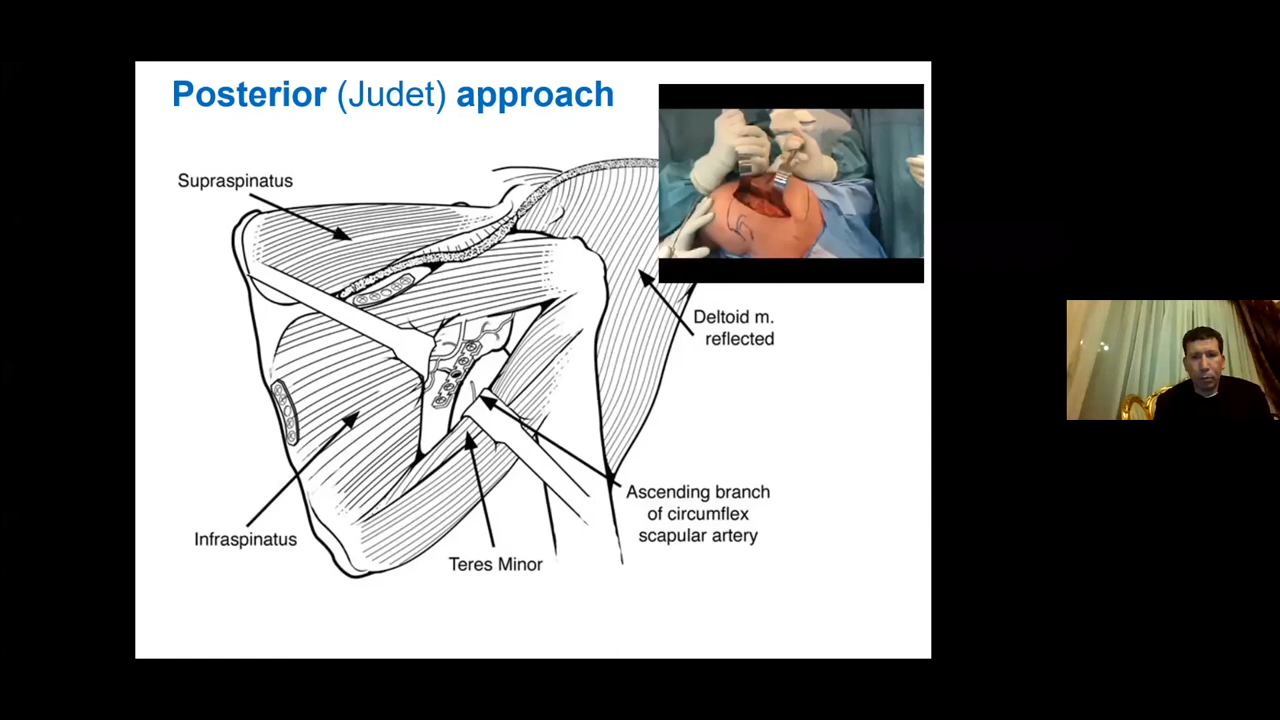 Posterior (Judet) approach
Supraspinatus
Deltoid m.
reflected
Ascending branch
of circumflex
scapular artery
Infraspinatus
Teres Minor